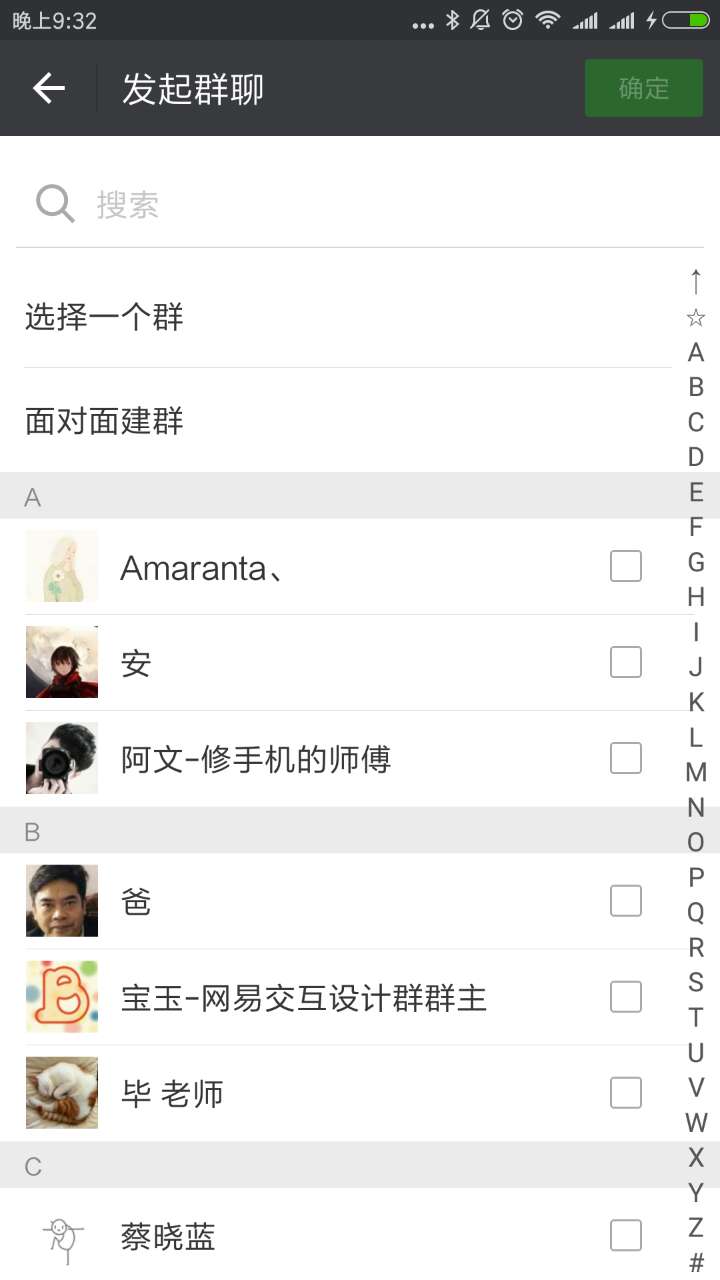 晚上9:32
发起群聊
确定
搜索
选择一个群
面对面建群
A
Amaranta、
安
阿文-修手机的师傅
B
爸
宝玉-网易交互设计群群主
毕 老师
C
蔡晓蓝
↑
☆
A
B
C
D
E
F
G
H
I
J
K
L
M
N
O
P
Q
R
S
T
U
V
W
X
Y
Z
#